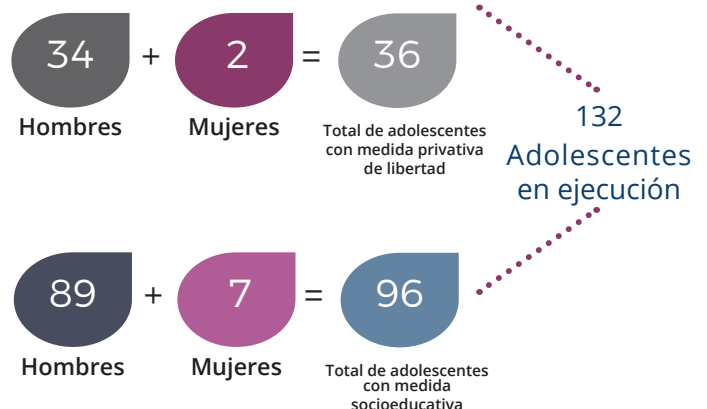 34 + 2 = 36
Hombres
Mujeres
Total de adolescentes
con medida privativa
de libertad
132
Adolescentes
en ejecución
89 + 7 = 96
Hombres
Mujeres
Total de adolescentes
con medida
socioeducativa